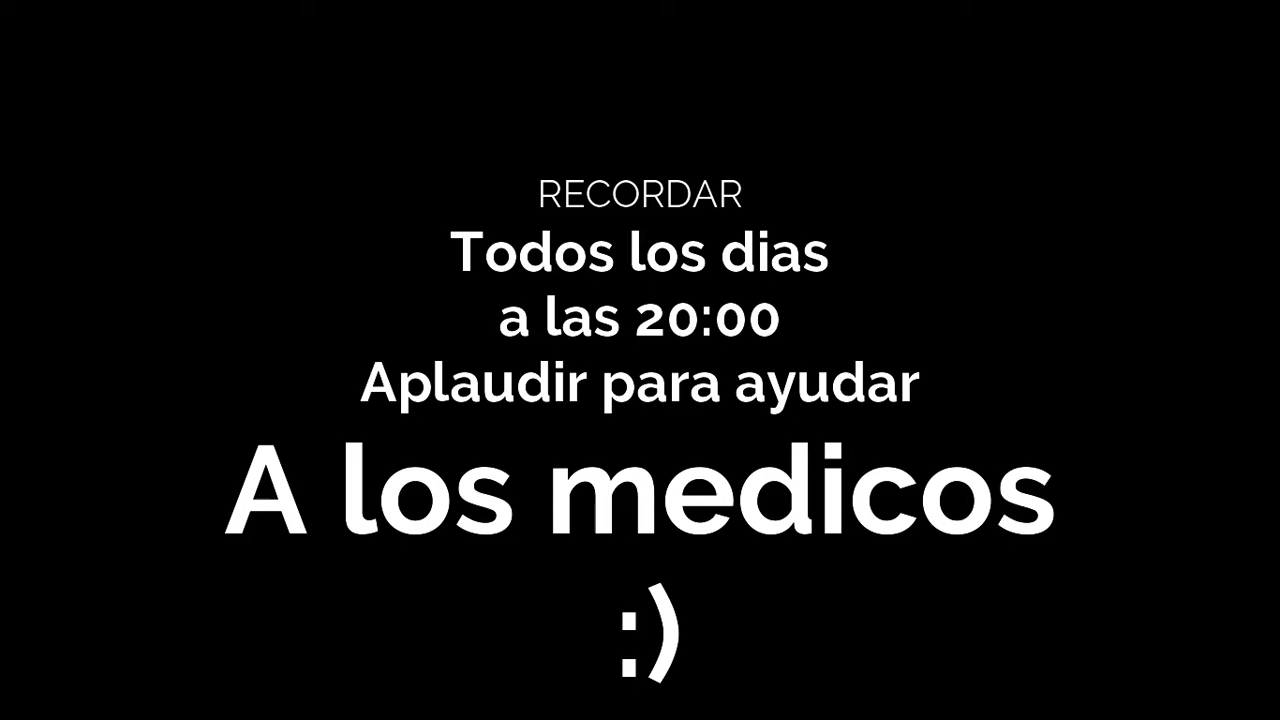 RECORDAR
Todos los dias
a las 20:00
Aplaudir para ayudar
A los medicos
:)